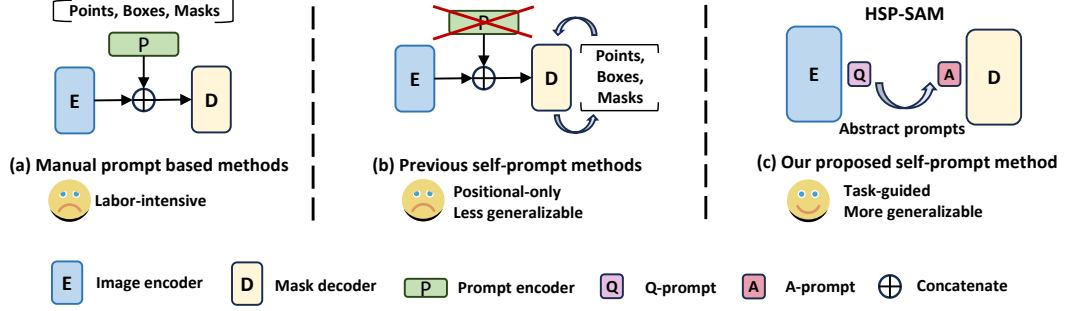 Points, Boxes, Masks
P
E
D
(a) Manual prompt based methods
Labor-intensive
P
E
D
Points,
Boxes,
Masks
(b) Previous self-prompt methods
Positional-only
Less generalizable
HSP-SAM
E
Q
A
D
Abstract prompts
(c) Our proposed self-prompt method
Task-guided
More generalizable
E Image encoder
D Mask decoder
P Prompt encoder
Q Q-prompt
A A-prompt
Concatenate